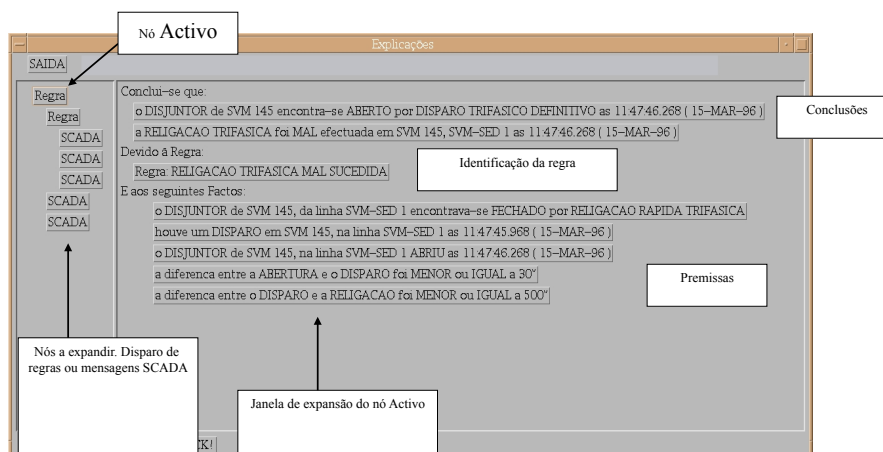 Nó Activo
Explicações
SAIDA
Regra
Regra
SCADA
SCADA
SCADA
SCADA
SCADA
Conclui-se que:
o DISJUNTOR de SVM 145 encontra-se ABERTO por DISPARO TRIFASICO DEFINITIVO as 11:47:46.268 ( 15-MAR-96 )
a RELIGACAO TRIFASICA foi MAL efectuada em SVM 145, SVM-SED 1 as 11:47:46.268 ( 15-MAR-96 )
Conclusões
Devido á Regra:
Regra: RELIGACAO TRIFASICA MAL SUCEDIDA
Identificação da regra
E aos seguintes Factos:
o DISJUNTOR de SVM 145, da linha SVM-SED 1 encontrava-se FECHADO por RELIGACAO RAPIDA TRIFASICA
houve um DISPARO em SVM 145, na linha SVM-SED 1 as 11:47:45.968 ( 15-MAR-96 )
o DISJUNTOR de SVM 145, na linha SVM-SED 1 ABRIU as 11:47:46.268 ( 15-MAR-96 )
a diferenca entre a ABERTURA e o DISPARO foi MENOR ou IGUAL a 30"
a diferenca entre o DISPARO e a RELIGACAO foi MENOR ou IGUAL a 500"
Premissas
Nós a expandir. Disparo de
regras ou mensagens SCADA
Janela de expansão do nó Activo